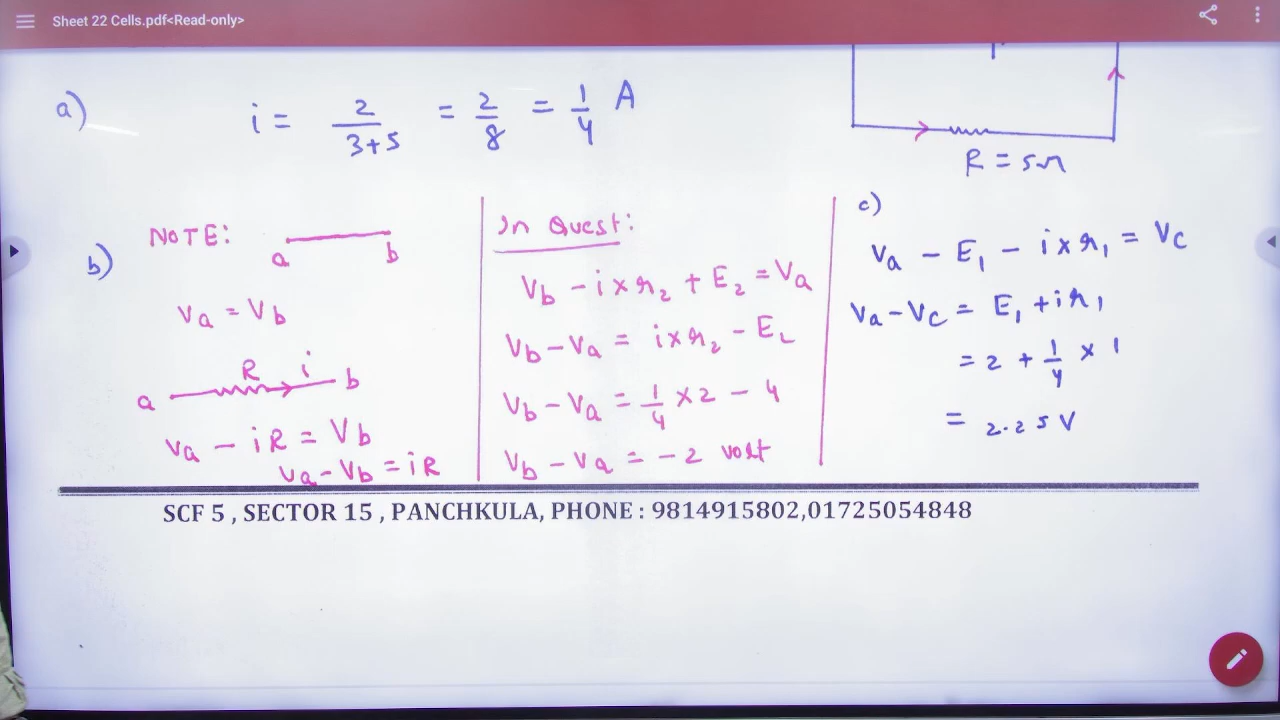 Sheet 22 Cells.pdf<Read-only>
a) i = 2/(3+5) = 2/8 = 1/4 A
R = 5Ω
b) NOTE:
a b
Va = Vb
R i
a b
Va - iR = Vb
Va - Vb = iR
In Quest:
Vb - i x r2 + E2 = Va
Vb - Va = i x r2 - E2
Vb - Va = 1/4 x 2 - 4
Vb - Va = -2 volt
c)
Va - E1 - i x r1 = Vc
Va - Vc = E1 + ir1
= 2 + 1/4 x 1
= 2.25 V
SCF 5 , SECTOR 15 , PANCHKULA, PHONE : 9814915802,01725054848